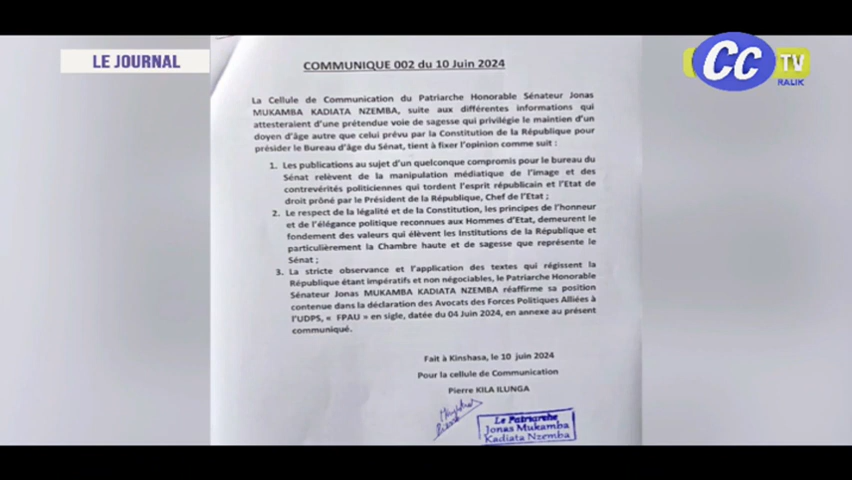 LE JOURNAL
CC TV
RALIK
COMMUNIQUE 002 du 10 Juin 2024
La Cellule de Communication du Patriarche Honorable Sénateur Jonas
MUKAMBA KADIATA NZEMBA, suite aux différentes informations qui
attesteraient d'une prétendue voie de sagesse qui privilégie le maintien d'un
doyen d'âge autre que celui prévu par la Constitution de la République pour
présider le Bureau d'âge du Sénat, tient à fixer l'opinion comme suit :
1. Les publications au sujet d'un quelconque compromis pour le bureau du
Sénat relèvent de la manipulation médiatique de l'image et des
contrevérités politiciennes qui tordent l'esprit républicain et l'Etat de
droit prôné par le Président de la République, Chef de l'Etat ;
2. Le respect de la légalité et de la Constitution, les principes de l'honneur
et de l'élégance politique reconnues aux Hommes d'Etat, demeurent le
fondement des valeurs qui élèvent les Institutions de la République et
particulièrement la Chambre haute et de sagesse que représente le
Sénat ;
3. La stricte observance et l'application des textes qui régissent la
République étant impératifs et non négociables, le Patriarche Honorable
Sénateur Jonas MUKAMBA KADIATA NZEMBA réaffirme sa position
contenue dans la déclaration des Avocats des Forces Politiques Alliées à
l'UDPS, « FPAU » en sigle, datée du 04 Juin 2024, en annexe au présent
communiqué.
Fait à Kinshasa, le 10 juin 2024
Pour la cellule de Communication
Pierre KILA ILUNGA
Le Patriarche
Jonas Mukamba
Kadiata Nzemba